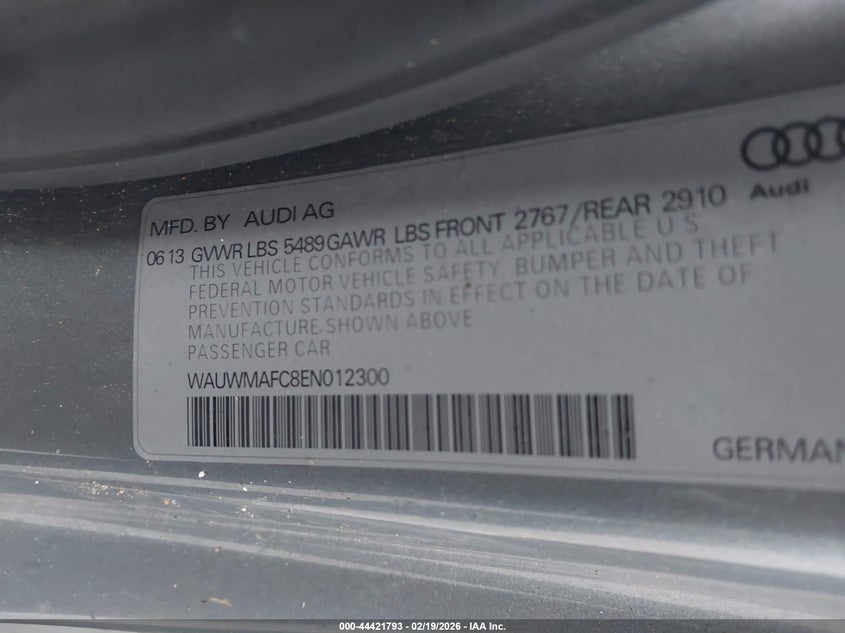 Audi
MFD. BY AUDI AG
06 13 GVWR LBS 5489 GAWR LBS FRONT 2767/REAR 2910
THIS VEHICLE CONFORMS TO ALL APPLICABLE U S
FEDERAL MOTOR VEHICLE SAFETY, BUMPER AND THEFT
PREVENTION STANDARDS IN EFFECT ON THE DATE OF
MANUFACTURE SHOWN ABOVE
PASSENGER CAR
WAUWMAFC8EN012300
GERMAN
000-44421793 - 02/19/2026 - IAA Inc.